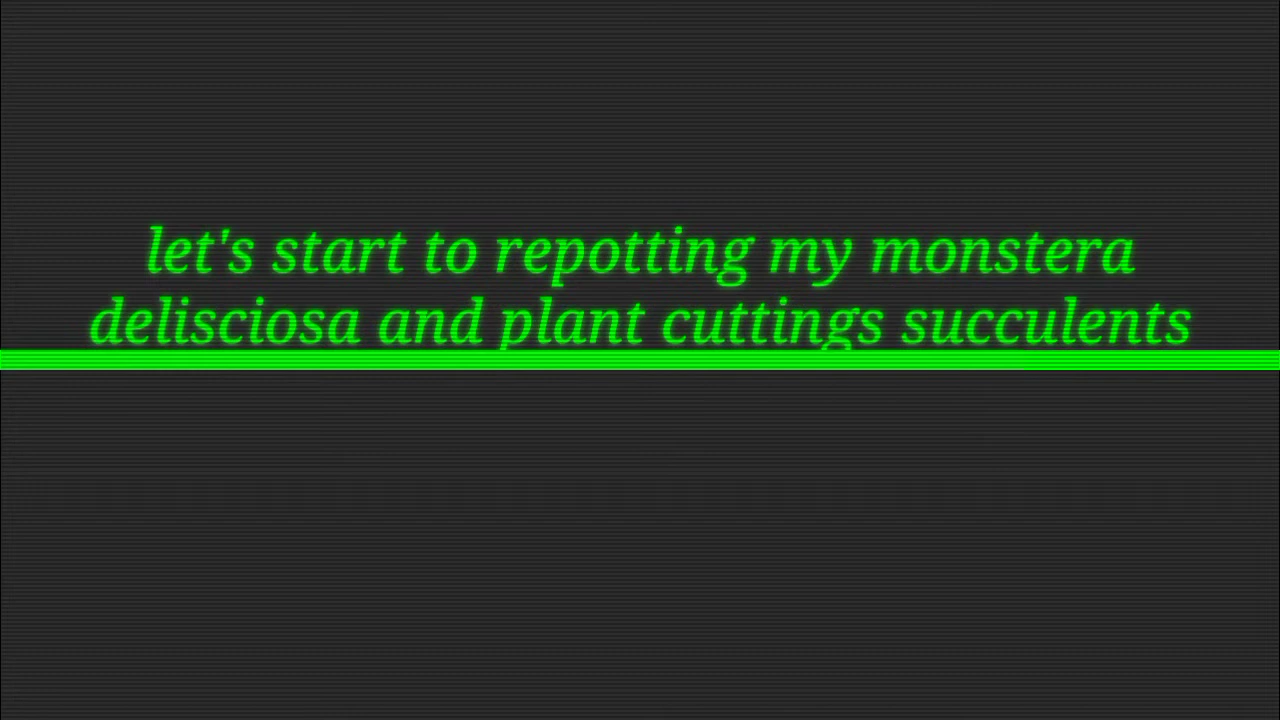 let's start to repotting my monstera
delisciosa and plant cuttings succulents